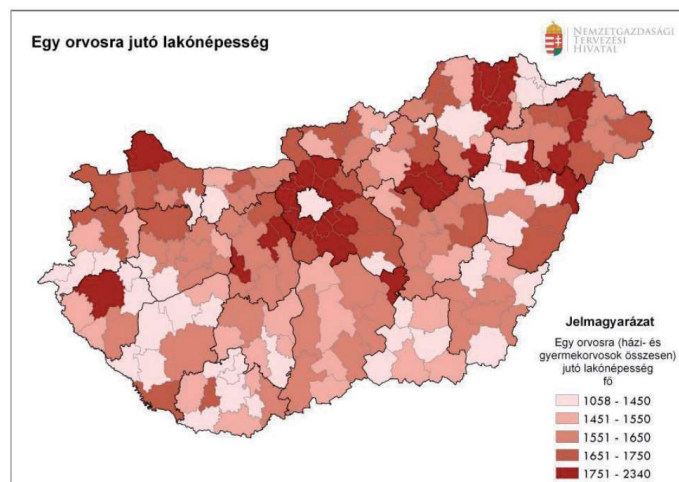 Egy orvosra jutó lakónépesség
NEMZETGAZDASÁGI
TERVEZÉSI
HIVATAL
Jelmagyarázat
Egy orvosra (házi- és
gyermekorvosok összesen)
jutó lakónépesség
fő
1058 - 1450
1451 - 1550
1551 - 1650
1651 - 1750
1751 - 2340